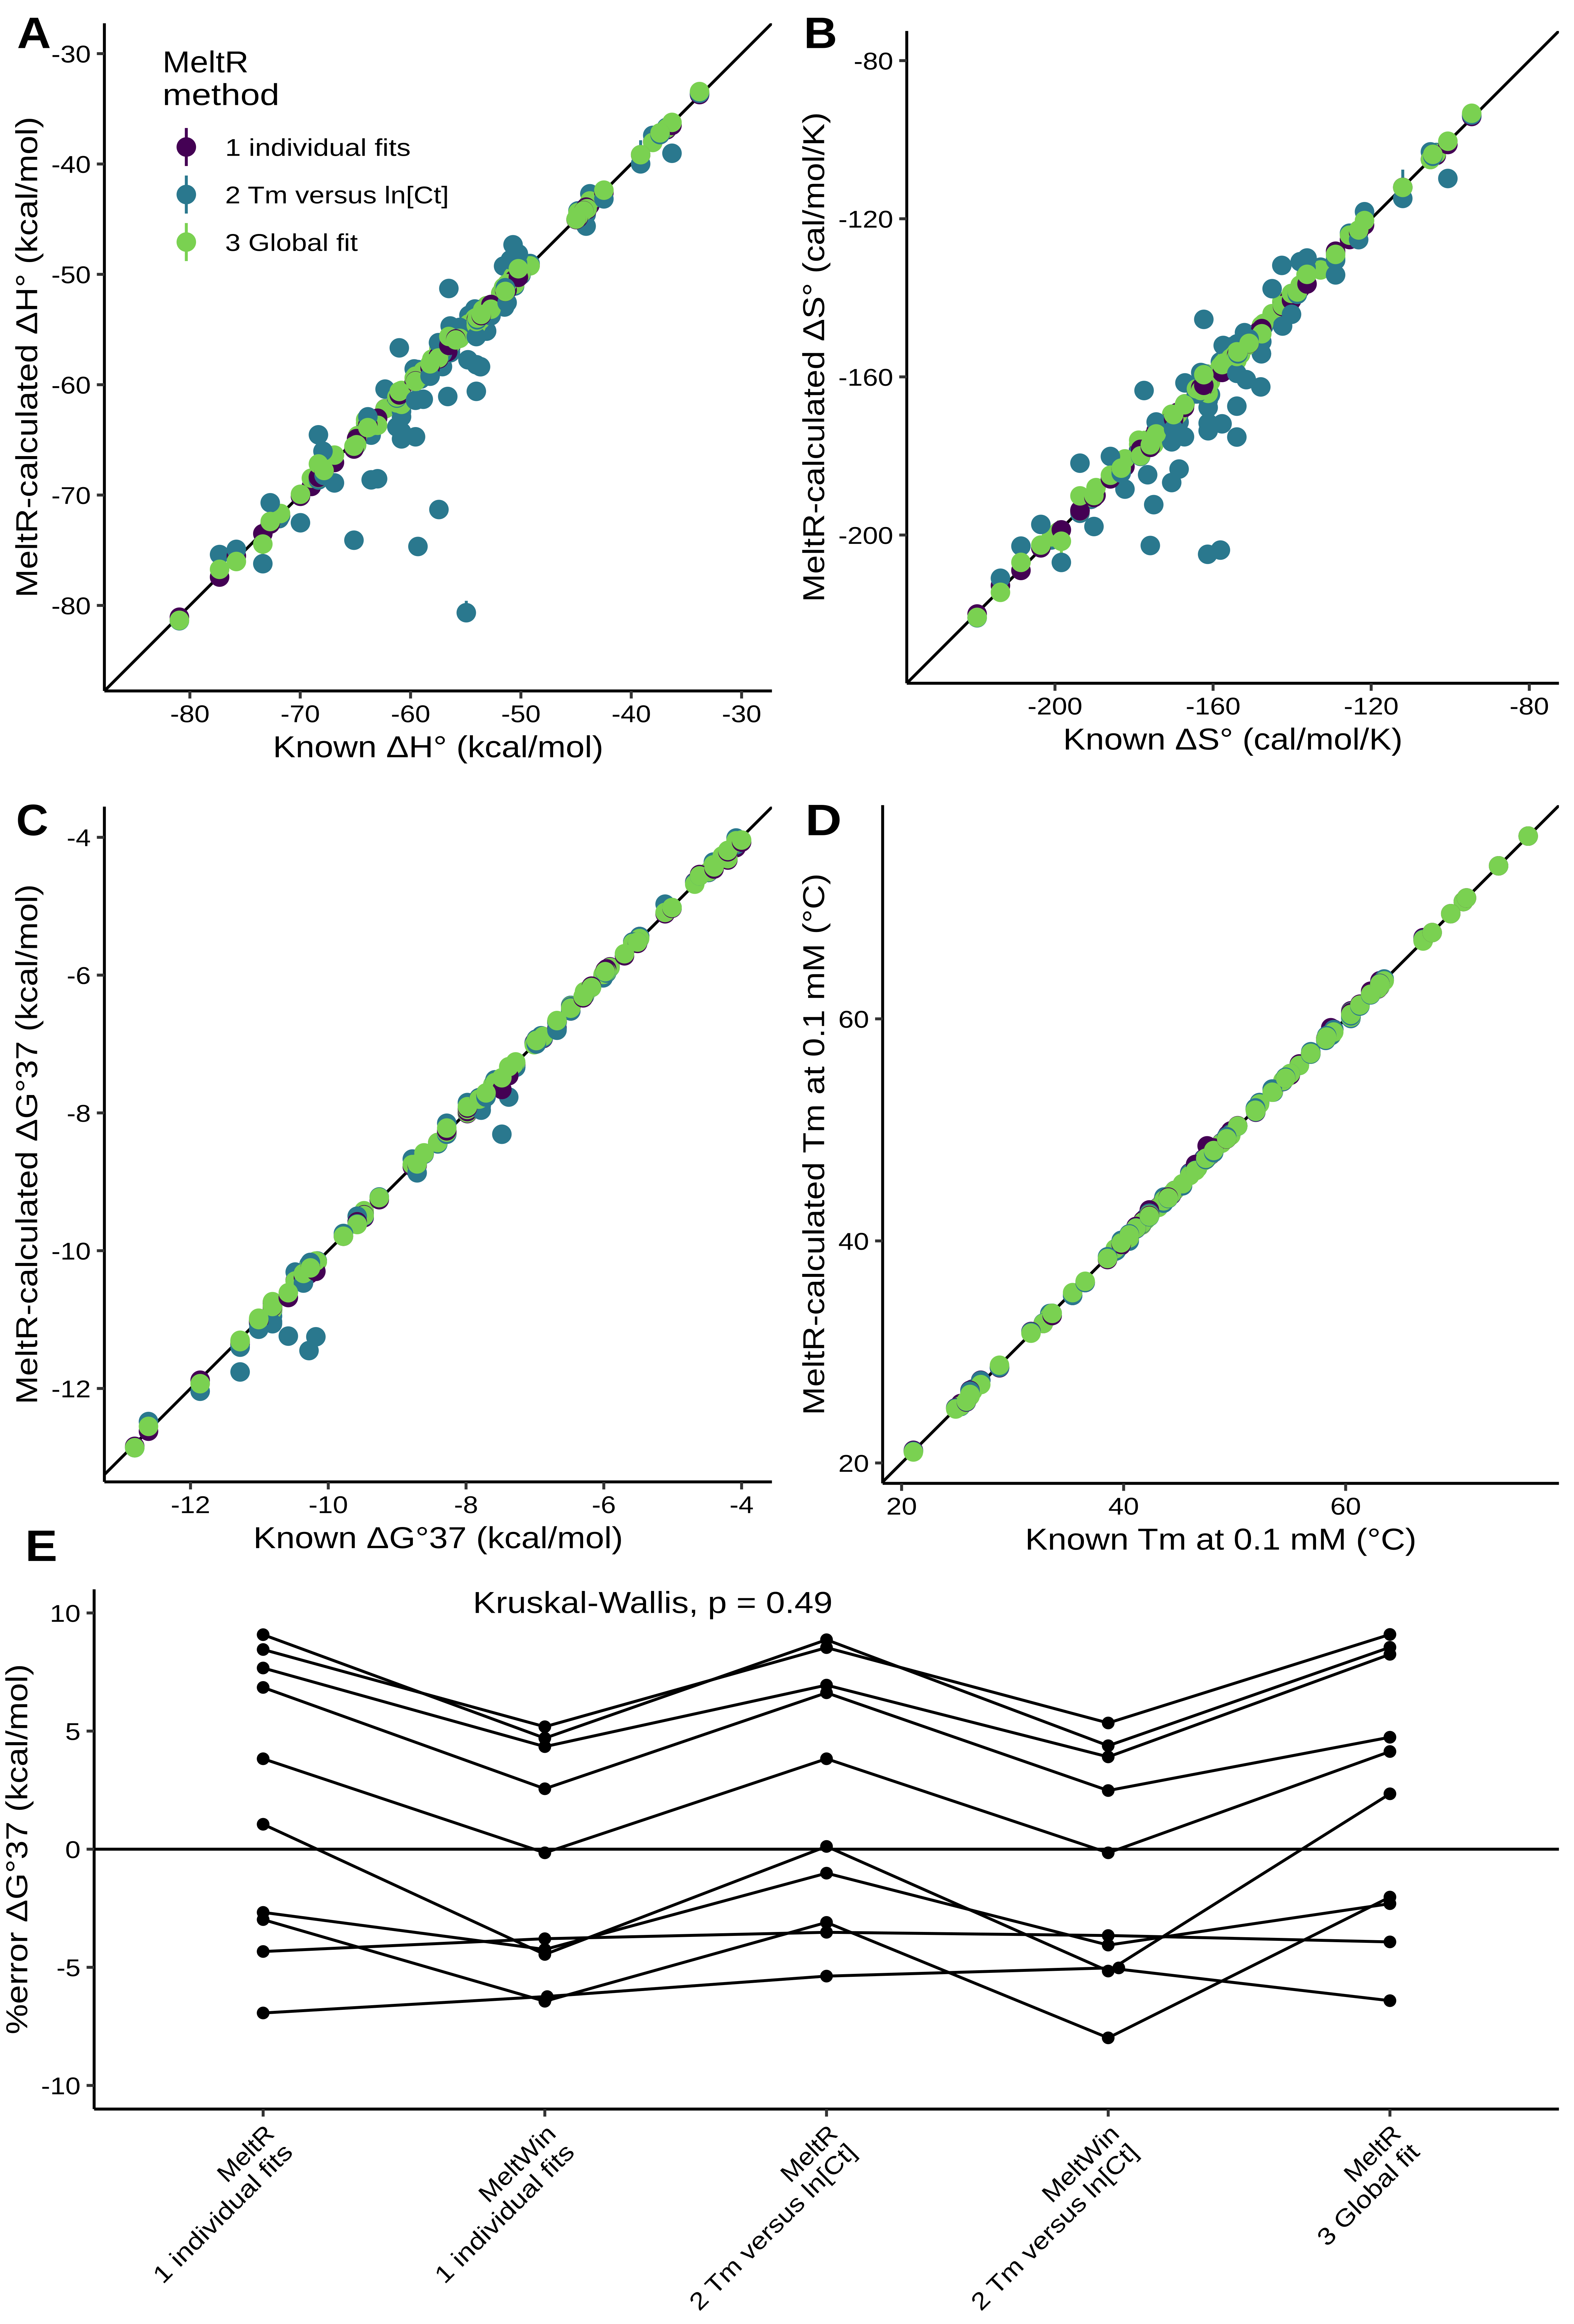 A
MeltR-calculated ΔH° (kcal/mol)
-30
-40
-50
-60
-70
-80
MeltR
method
1 individual fits
2 Tm versus ln[Ct]
3 Global fit
-80 -70 -60 -50 -40 -30
Known ΔH° (kcal/mol)
B
MeltR-calculated ΔS° (cal/mol/K)
-80
-120
-160
-200
-200 -160 -120 -80
Known ΔS° (cal/mol/K)
C
MeltR-calculated ΔG°37 (kcal/mol)
-4
-6
-8
-10
-12
-12 -10 -8 -6 -4
Known ΔG°37 (kcal/mol)
D
MeltR-calculated Tm at 0.1 mM (°C)
60
40
20
20 40 60
Known Tm at 0.1 mM (°C)
E
%error ΔG°37 (kcal/mol)
Kruskal-Wallis, p = 0.49
10
5
0
-5
-10
MeltR
1 individual fits
MeltWin
1 individual fits
MeltR
2 Tm versus ln[Ct]
MeltWin
2 Tm versus ln[Ct]
MeltR
3 Global fit